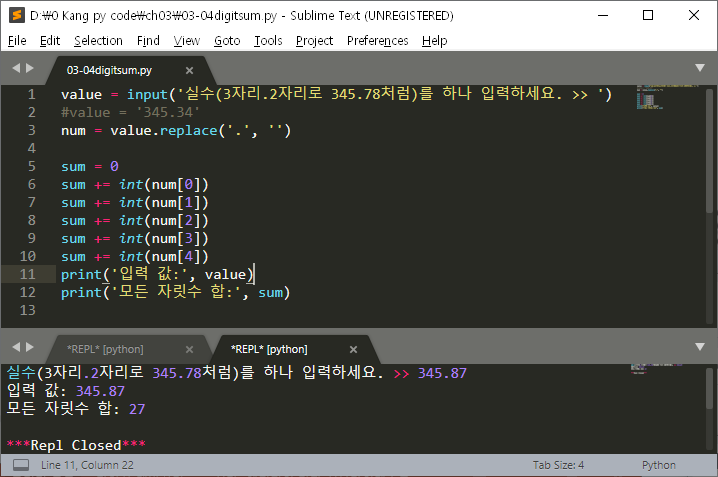 D:₩0 Kang py code₩ch03₩03-04digitsum.py - Sublime Text (UNREGISTERED)
File Edit Selection Find View Goto Tools Project Preferences Help
03-04digitsum.py
1 value = input('실수(3자리.2자리로 345.78처럼)를 하나 입력하세요. >> ')
2 #value = '345.34'
3 num = value.replace('.', '')
4
5 sum = 0
6 sum += int(num[0])
7 sum += int(num[1])
8 sum += int(num[2])
9 sum += int(num[3])
10 sum += int(num[4])
11 print('입력 값:', value)
12 print('모든 자릿수 합:', sum)
13
*REPL* [python] *REPL* [python]
실수(3자리.2자리로 345.78처럼)를 하나 입력하세요. >> 345.87
입력 값: 345.87
모든 자릿수 합: 27
***Repl Closed***
Line 11, Column 22 Tab Size: 4 Python